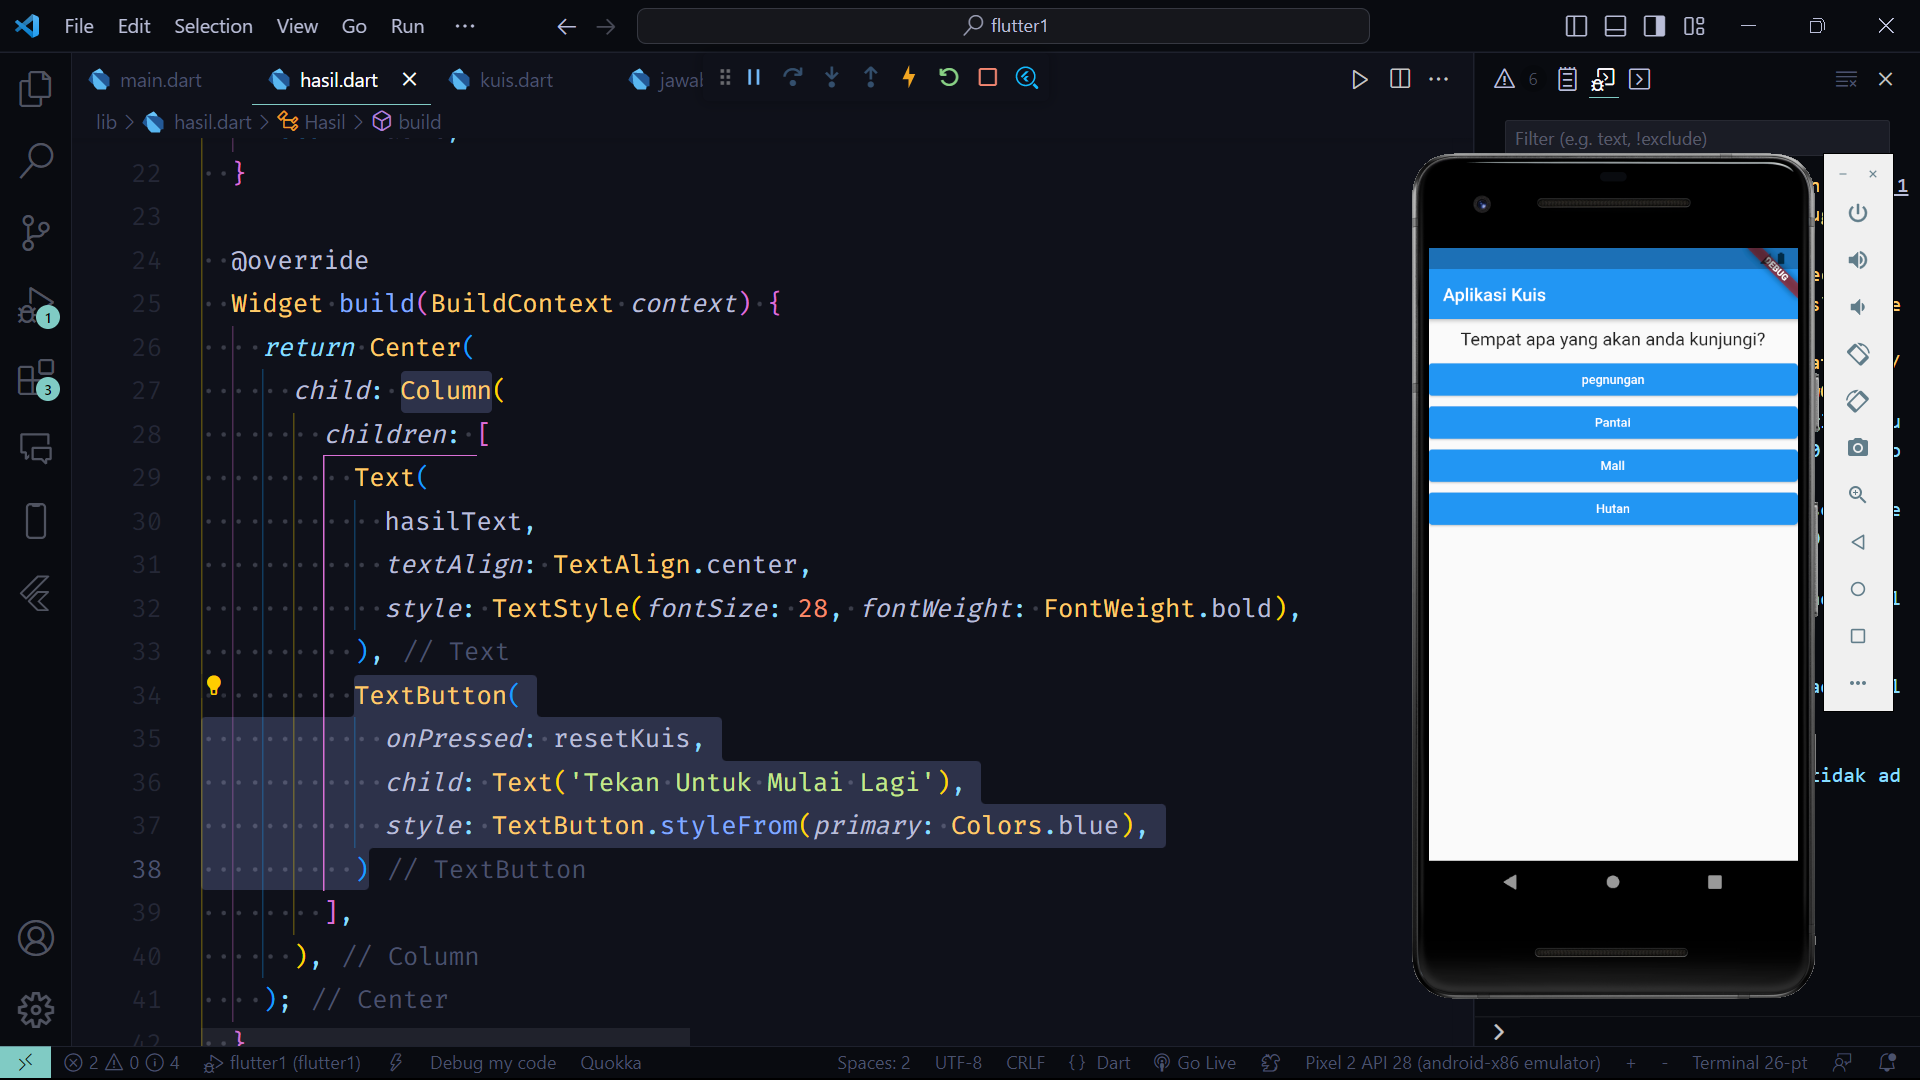 File Edit Selection View Go Run ··· flutter1
main.dart hasil.dart kuis.dart jawab
lib > hasil.dart > Hasil > build
6
Filter (e.g. text, !exclude)
22 }
23
24 @override
25 Widget build(BuildContext context) {
26 return Center(
27 child: Column(
28 children: [
29 Text(
30 hasilText,
31 textAlign: TextAlign.center,
32 style: TextStyle(fontSize: 28, fontWeight: FontWeight.bold),
33 ), // Text
34 TextButton(
35 onPressed: resetKuis,
36 child: Text('Tekan Untuk Mulai Lagi'),
37 style: TextButton.styleFrom(primary: Colors.blue),
38 ) // TextButton
39 ],
40 ), // Column
41 ); // Center
42 }
1
3
DEBUG
Aplikasi Kuis
Tempat apa yang akan anda kunjungi?
pegnungan
Pantai
Mall
Hutan
tidak ad
2 0 4 flutter1 (flutter1) Debug my code Quokka Spaces: 2 UTF-8 CRLF {} Dart Go Live Pixel 2 API 28 (android-x86 emulator) + - Terminal 26-pt